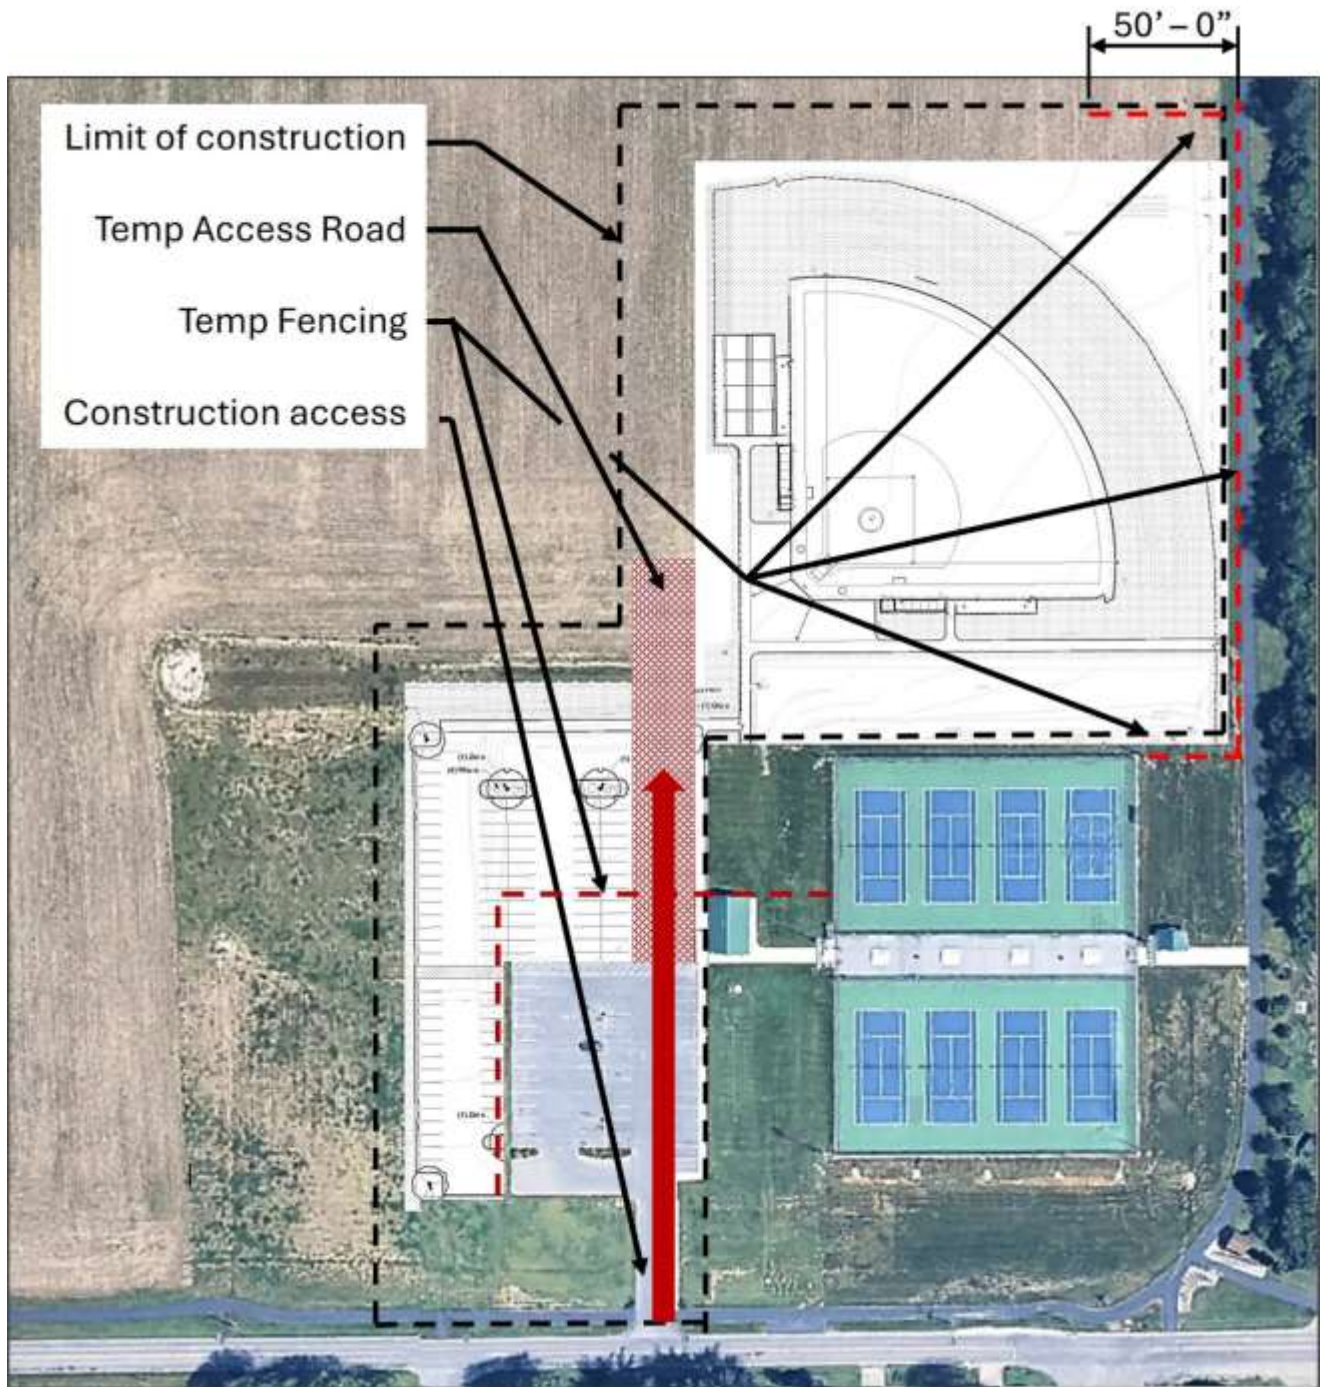 50’ – 0”
Limit of construction
Temp Access Road
Temp Fencing
Construction access